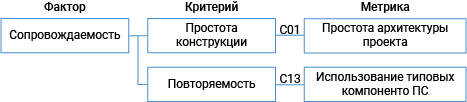 Фактор
Критерий
Метрика
Сопровождаемость
Простота
конструкции
С01
Простота архитектуры
проекта
Повторяемость
С13
Использование типовых
компоненто ПС